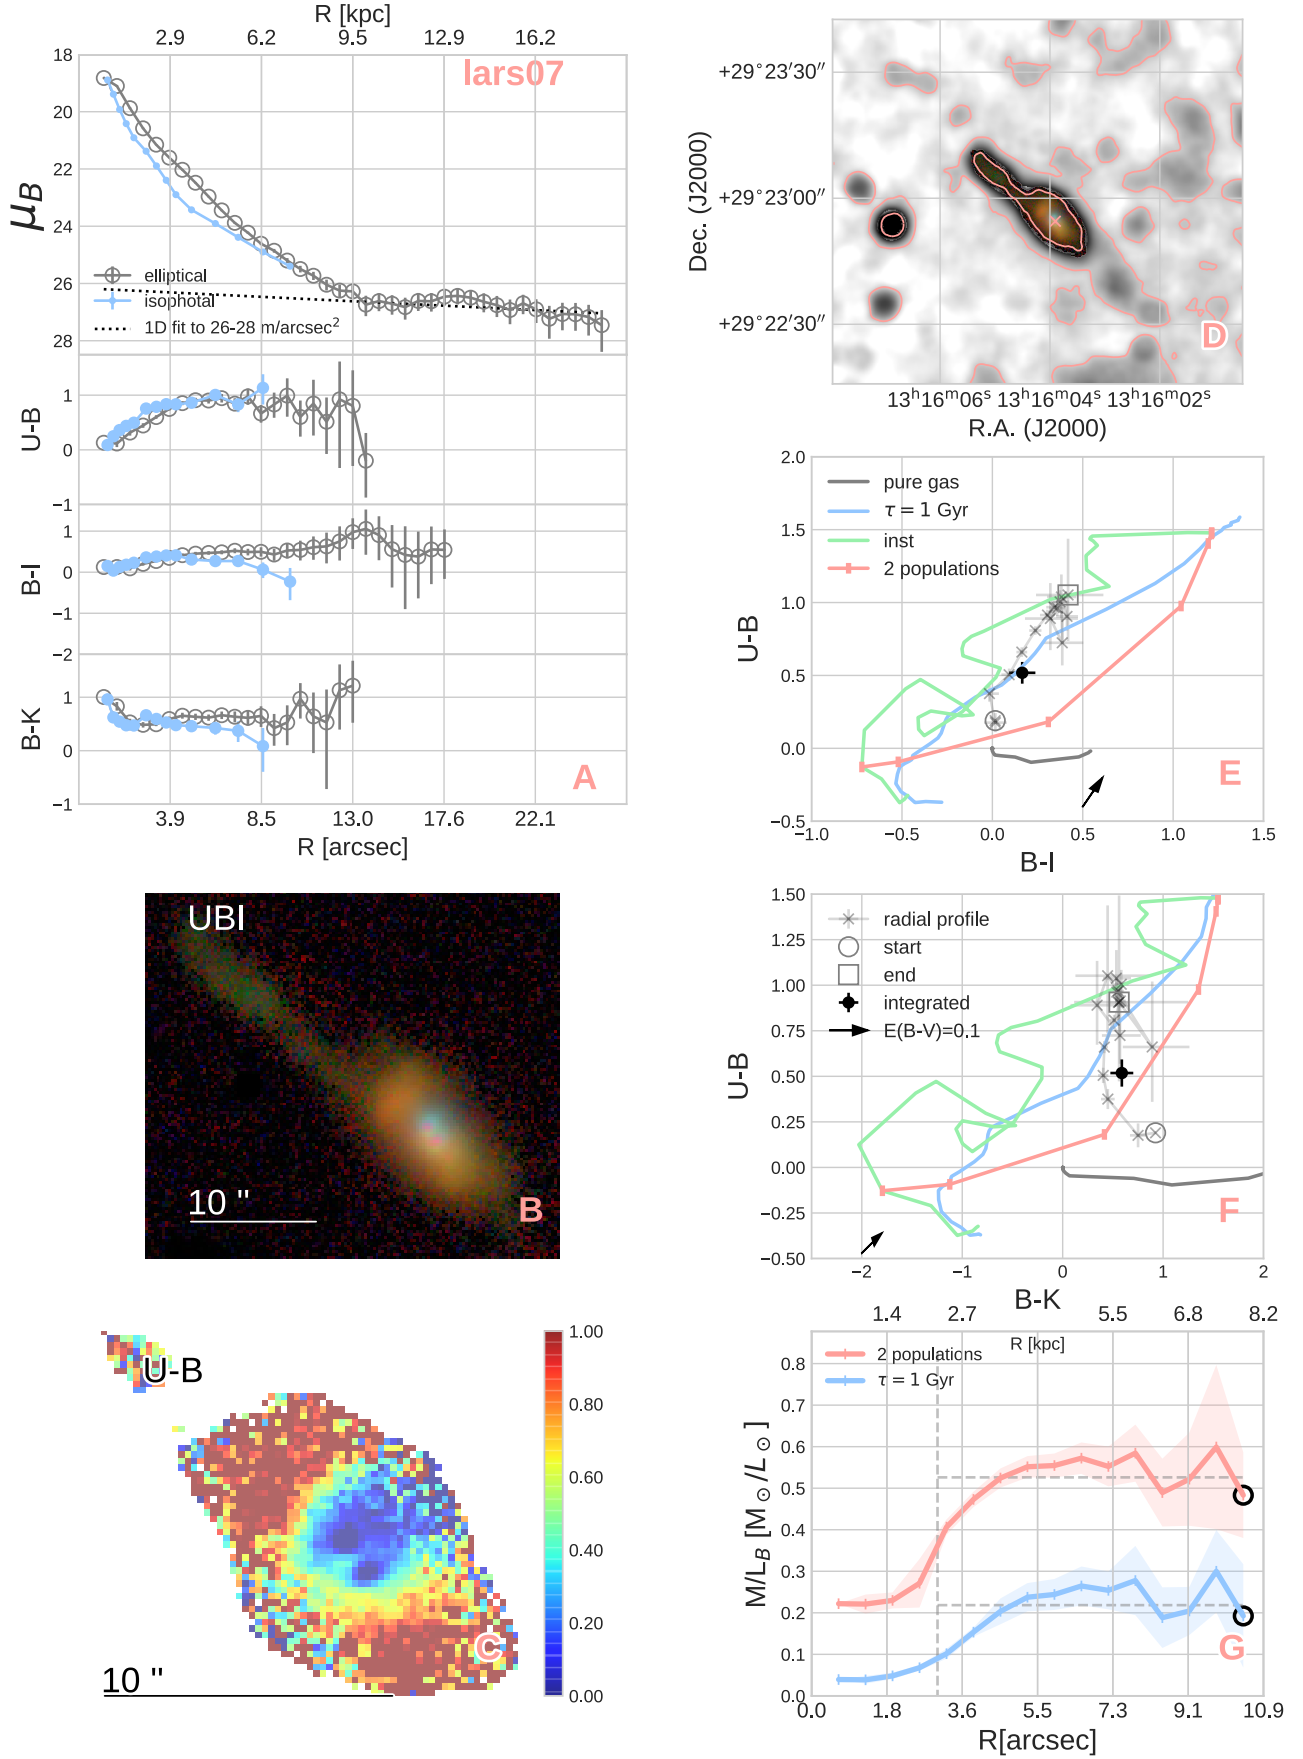 R [kpc]
2.9 6.2 9.5 12.9 16.2
lars07
18
20
22
24
26
28
μB
elliptical
isophotal
1D fit to 26-28 m/arcsec²
1
0
−1
U-B
1
0
−1
−2
B-I
1
0
−1
B-K
A
3.9 8.5 13.0 17.6 22.1
R [arcsec]
UBI
10 "
B
U-B
C
10 "
1.00
0.80
0.60
0.40
0.20
0.00
+29°23′30″
+29°23′00″
+29°22′30″
Dec. (J2000)
D
13ʰ16ᵐ06ˢ 13ʰ16ᵐ04ˢ 13ʰ16ᵐ02ˢ
R.A. (J2000)
2.0
1.5
1.0
0.5
0.0
−0.5
U-B
pure gas
τ = 1 Gyr
inst
2 populations
E
−1.0 −0.5 0.0 0.5 1.0 1.5
B-I
1.50
1.25
1.00
0.75
0.50
0.25
0.00
−0.25
−0.50
U-B
radial profile
start
end
integrated
E(B-V)=0.1
F
−2 −1 0 1 2
B-K
1.4 2.7 5.5 6.8 8.2
R [kpc]
2 populations
τ = 1 Gyr
0.8
0.7
0.6
0.5
0.4
0.3
0.2
0.1
0.0
M/LB [M⊙/L⊙]
G
0.0 1.8 3.6 5.5 7.3 9.1 10.9
R[arcsec]